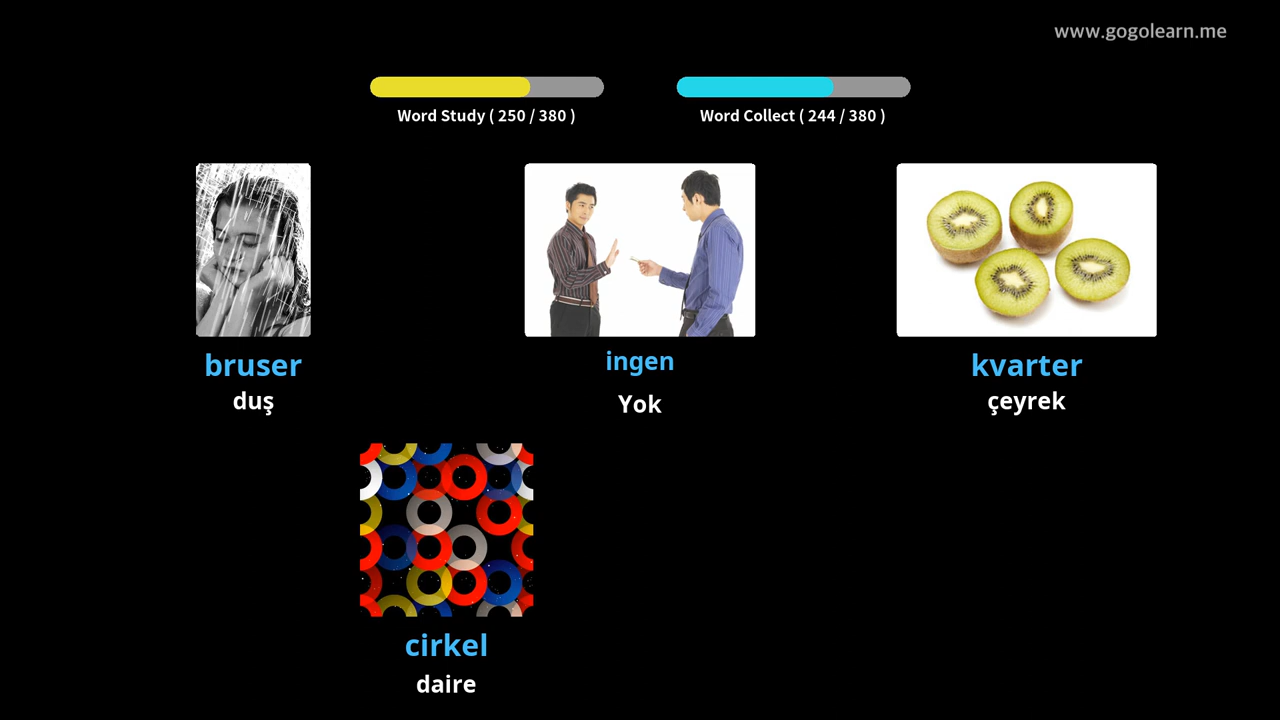 www.gogolearn.me
Word Study ( 250 / 380 )
Word Collect ( 244 / 380 )
bruser
duş
ingen
Yok
kvarter
çeyrek
cirkel
daire